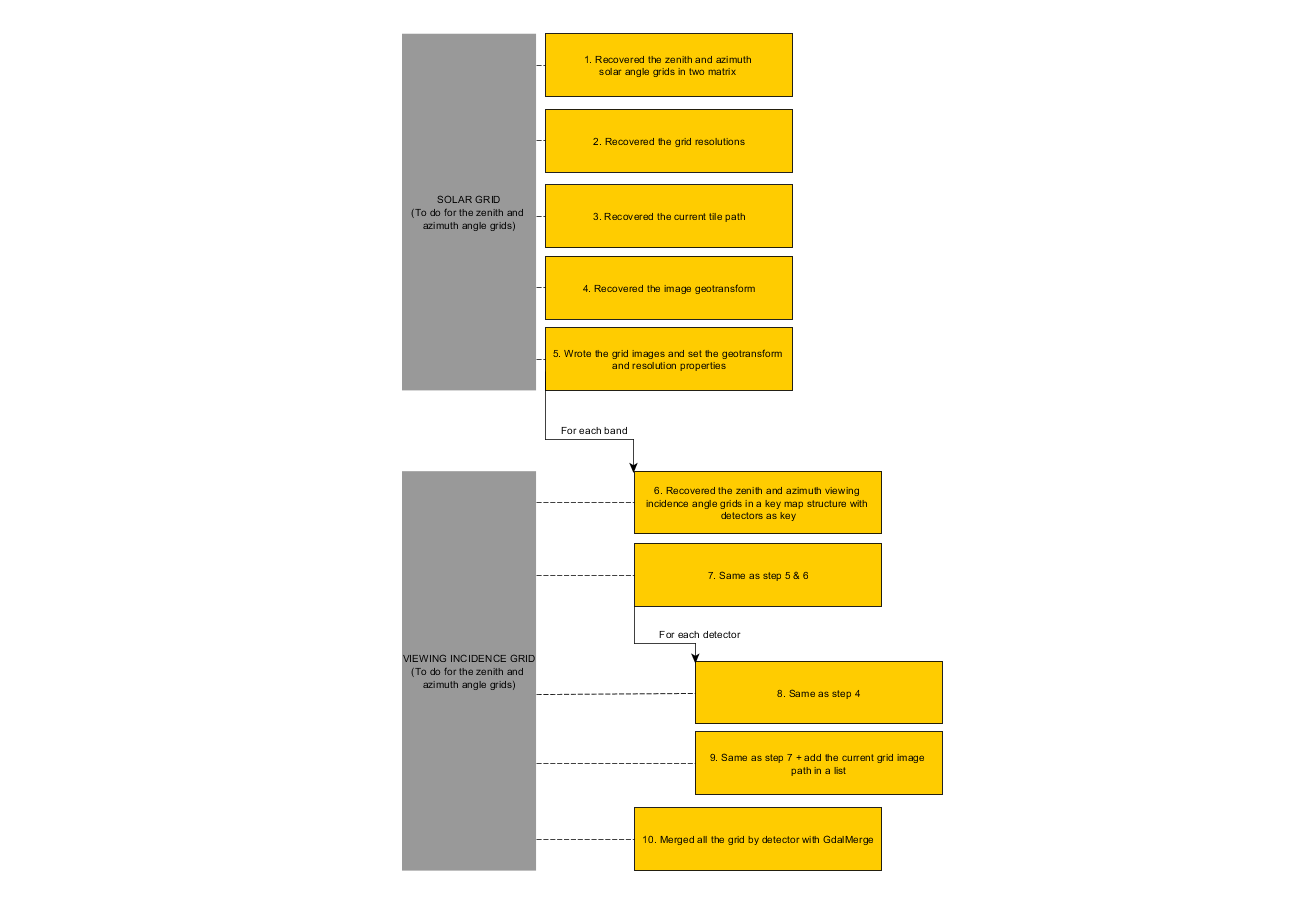 1. Recovered the zenith and azimuth
solar angle grids in two matrix
2. Recovered the grid resolutions
SOLAR GRID
(To do for the zenith and
azimuth angle grids)
3. Recovered the current tile path
4. Recovered the image geotransform
5. Wrote the grid images and set the geotransform
and resolution properties
For each band
6. Recovered the zenith and azimuth viewing
incidence angle grids in a key map structure with
detectors as key
7. Same as step 5 & 6
For each detector
VIEWING INCIDENCE GRID
(To do for the zenith and
azimuth angle grids)
8. Same as step 4
9. Same as step 7 + add the current grid image
path in a list
10. Merged all the grid by detector with GdalMerge